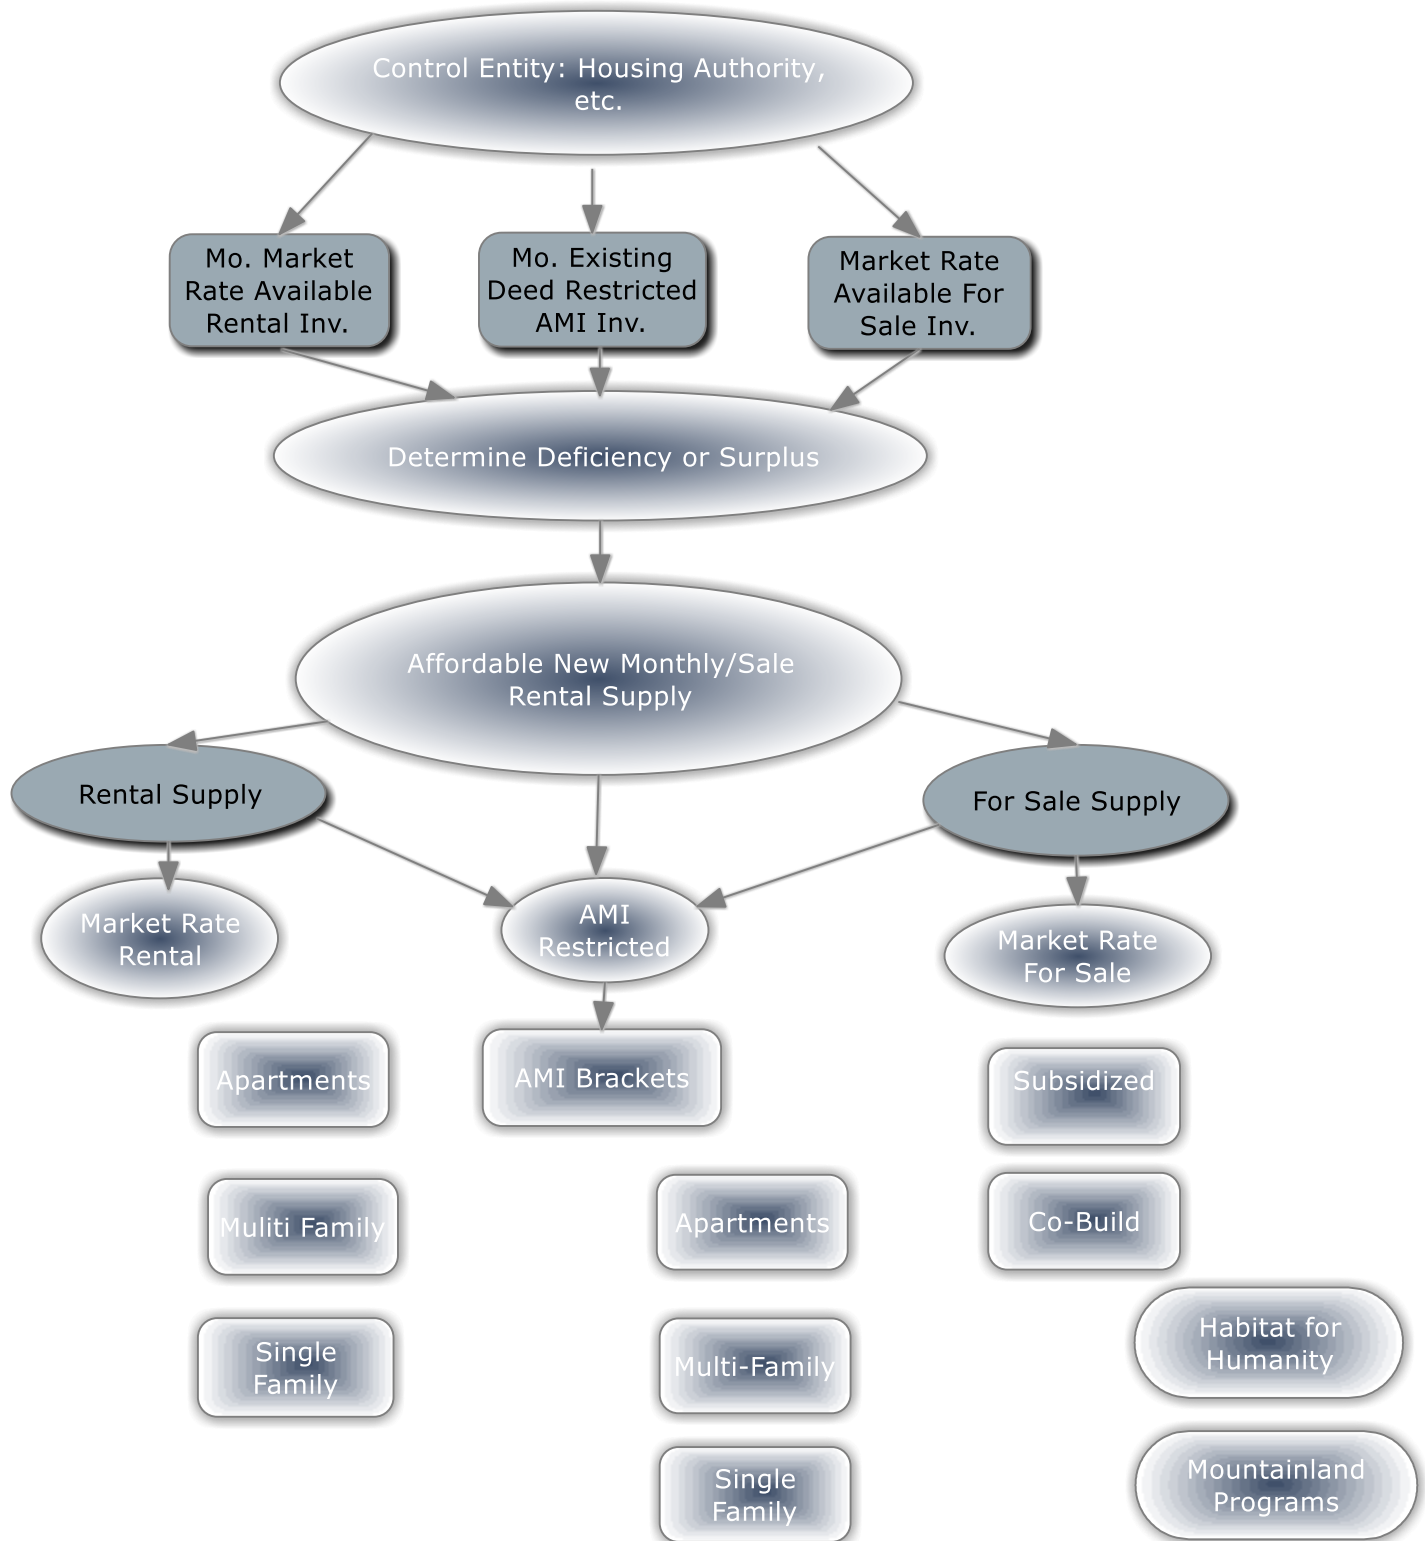 Control Entity: Housing Authority,
etc.
Mo. Market
Rate Available
Rental Inv.
Mo. Existing
Deed Restricted
AMI Inv.
Market Rate
Available For
Sale Inv.
Determine Deficiency or Surplus
Affordable New Monthly/Sale
Rental Supply
Rental Supply
For Sale Supply
Market Rate
Rental
AMI
Restricted
Market Rate
For Sale
Apartments
AMI Brackets
Subsidized
Muliti Family
Apartments
Co-Build
Single
Family
Multi-Family
Habitat for
Humanity
Single
Family
Mountainland
Programs